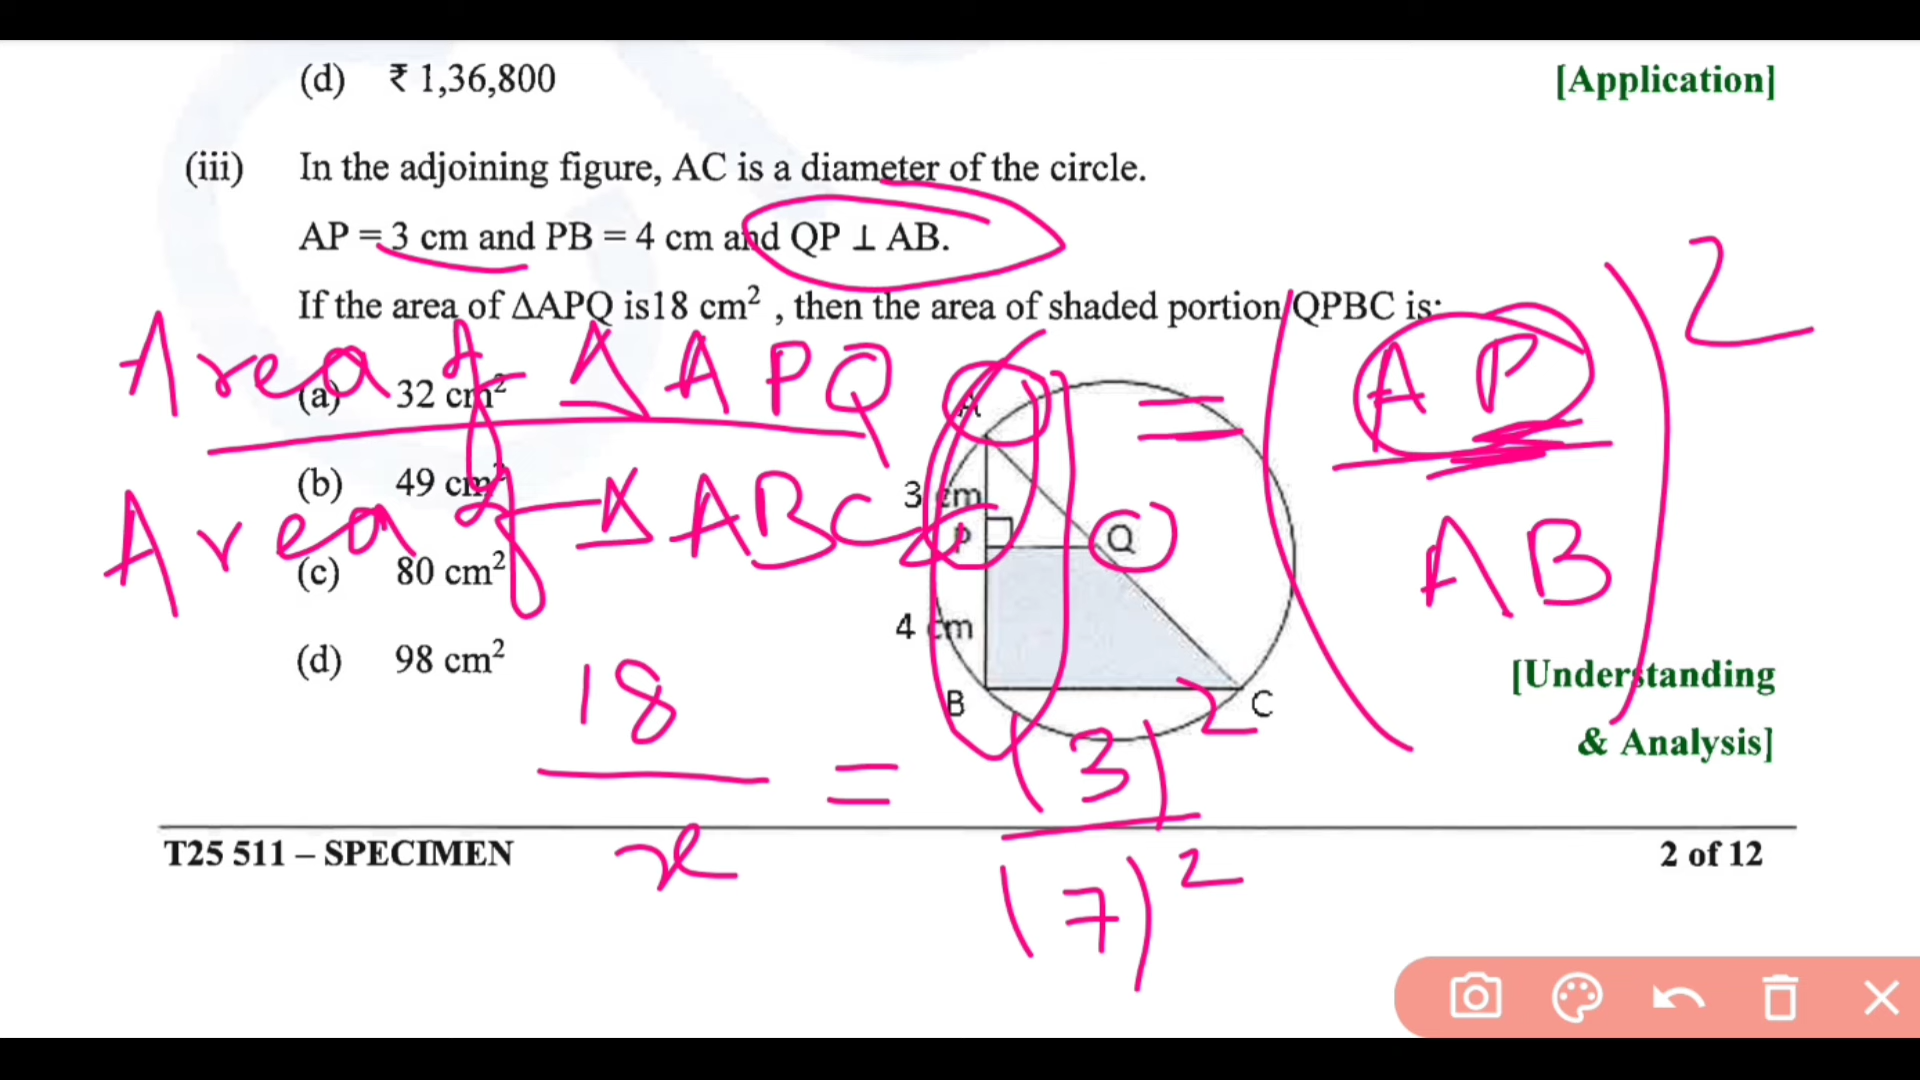 (d) ₹ 1,36,800 [Application]
(iii) In the adjoining figure, AC is a diameter of the circle.
AP = 3 cm and PB = 4 cm and QP ⊥ AB.
If the area of ΔAPQ is18 cm² , then the area of shaded portion QPBC is:
Area of Δ APQ = (AP)²
(a) 32 cm²
A
(b) 49 cm²
3 cm
Area of Δ ABC AB
P Q
(c) 80 cm²
4 cm
(d) 98 cm²
[Understanding
B C
& Analysis]
18 = (3)²
x (7)²
T25 511 – SPECIMEN 2 of 12